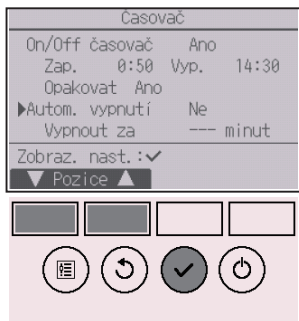 Časovač
On/Off časovač Ano
Zap. 0:50 Vyp. 14:30
Opakovat Ano
▶Autom. vypnutí Ne
Vypnout za --- minut
Zobraz. nast.:✓
▼ Pozice ▲